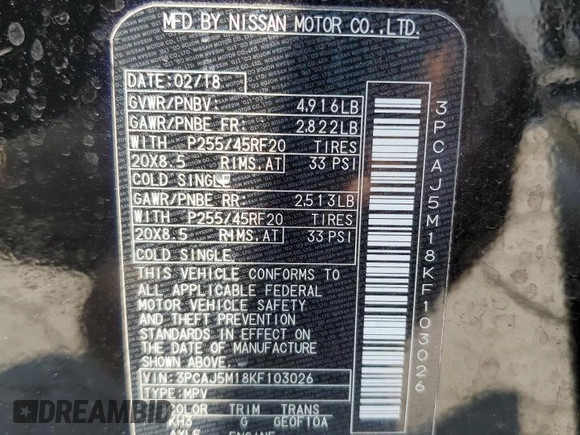 MFD BY NISSAN MOTOR CO.,LTD.
DATE: 02/18
GVWR/PNBV: 4,916LB
GAWR/PNBE FR: 2,822LB
WITH P255/45RF20 TIRES
20X8.5 RIMS.AT 33 PSI
COLD SINGLE
GAWR/PNBE RR: 2,513LB
WITH P255/45RF20 TIRES
20X8.5 RIMS.AT 33 PSI
COLD SINGLE
THIS VEHICLE CONFORMS TO
ALL APPLICABLE FEDERAL
MOTOR VEHICLE SAFETY
AND THEFT PREVENTION
STANDARDS IN EFFECT ON
THE DATE OF MANUFACTURE
SHOWN ABOVE.
VIN: 3PCAJ5M18KF103026
TYPE: MPV
COLOR TRIM TRANS
KH3 G GE0F10A
AXLE ENGINE
3PCAJ5M18KF103026
DREAMBID